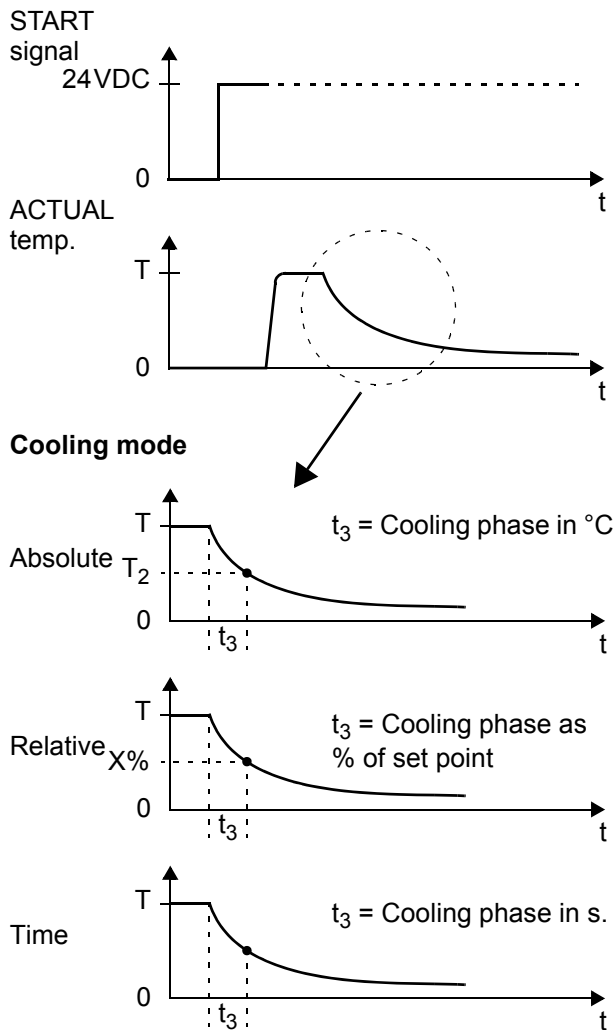 START
signal
24VDC
0
t
ACTUAL
temp.
T
0
t
Cooling mode
T
t3 = Cooling phase in °C
Absolute T2
0
t3
t
T
t3 = Cooling phase as
Relative X% % of set point
0
t3
t
T
t3 = Cooling phase in s.
Time
0
t3
t